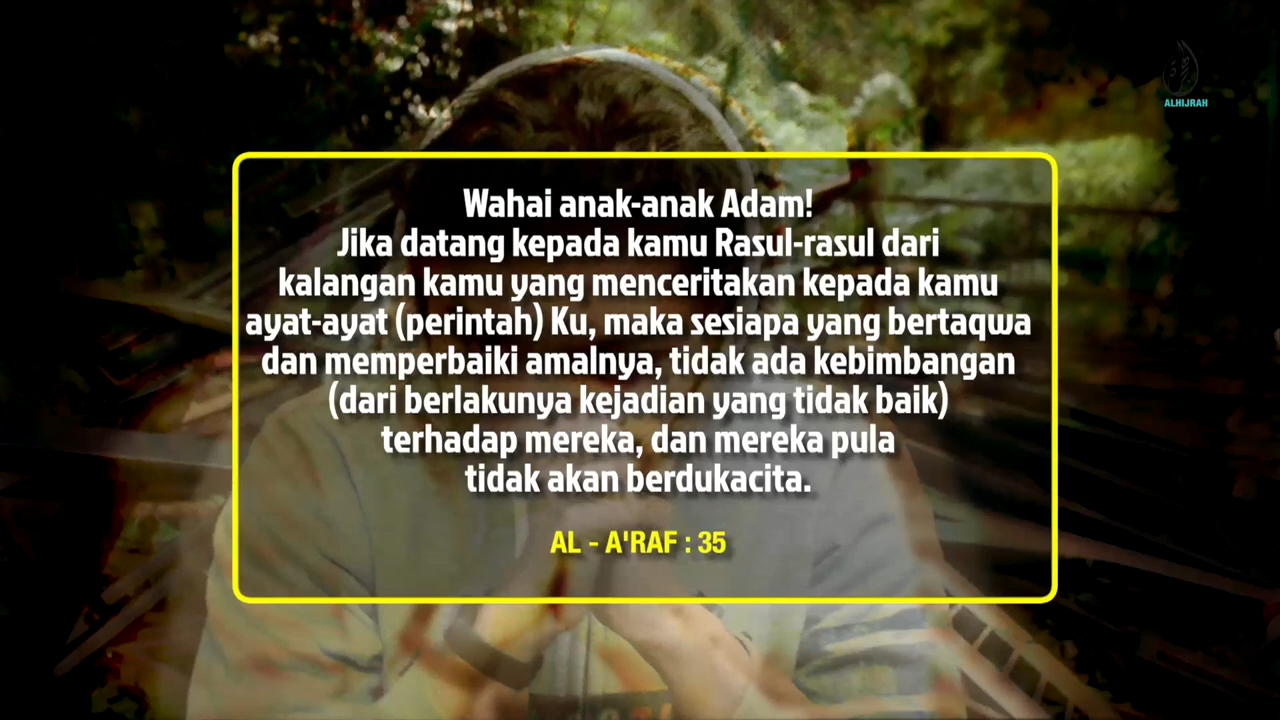 ALHIJRAH
Wahai anak-anak Adam!
Jika datang kepada kamu Rasul-rasul dari
kalangan kamu yang menceritakan kepada kamu
ayat-ayat (perintah) Ku, maka sesiapa yang bertaqwa
dan memperbaiki amalnya, tidak ada kebimbangan
(dari berlakunya kejadian yang tidak baik)
terhadap mereka, dan mereka pula
tidak akan berdukacita.
AL - A'RAF : 35